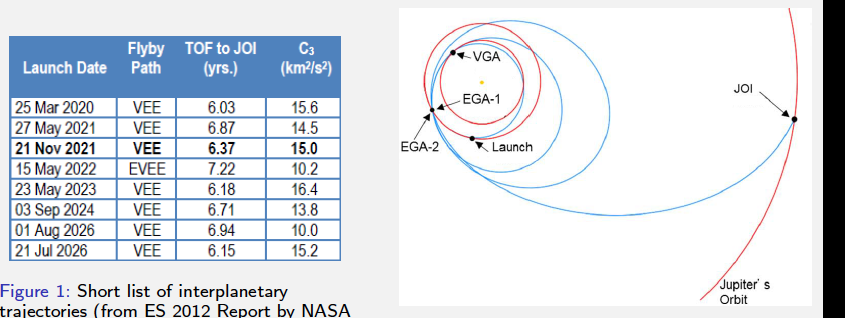 Launch Date Flyby Path TOF to JOI (yrs.) C3 (km²/s²)
25 Mar 2020 VEE 6.03 15.6
27 May 2021 VEE 6.87 14.5
21 Nov 2021 VEE 6.37 15.0
15 May 2022 EVEE 7.22 10.2
23 May 2023 VEE 6.18 16.4
03 Sep 2024 VEE 6.71 13.8
01 Aug 2026 VEE 6.94 10.0
21 Jul 2026 VEE 6.15 15.2
Figure 1: Short list of interplanetary
trajectories (from ES 2012 Report by NASA
VGA
EGA-1
EGA-2
Launch
JOI
Jupiter's
Orbit